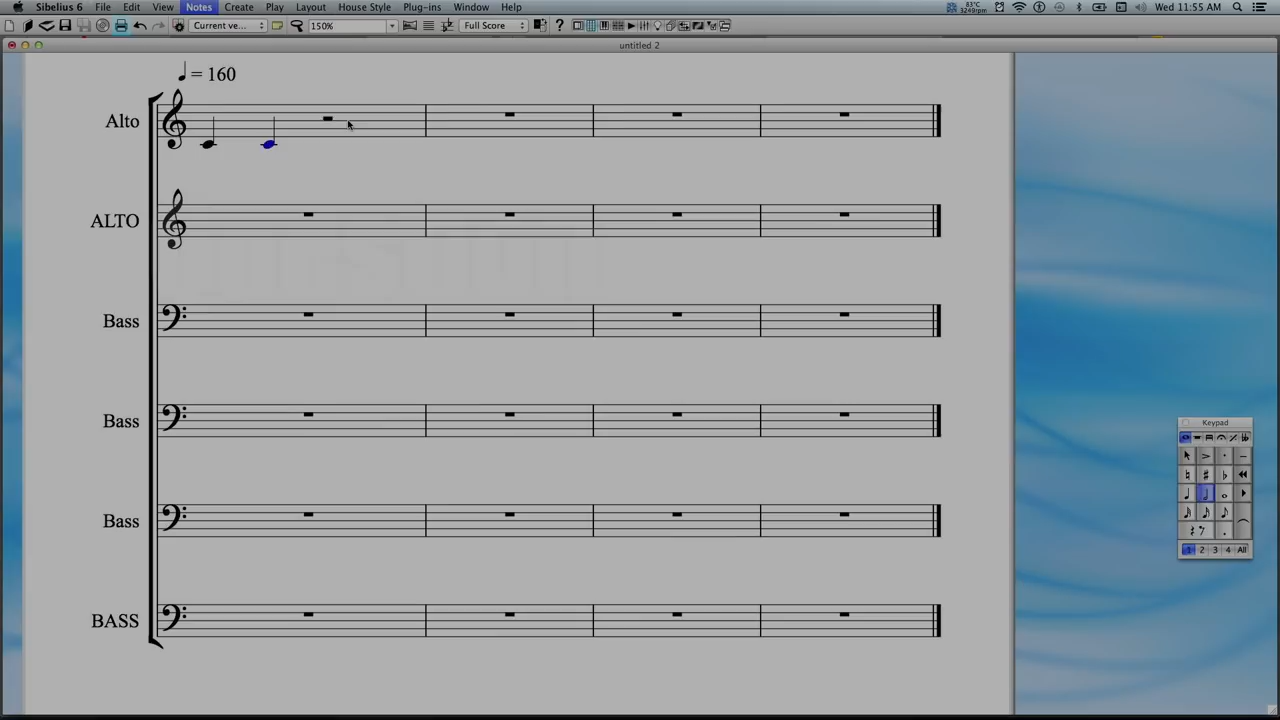 Sibelius 6 File Edit View Notes Create Play Layout House Style Plug-ins Window Help 83°C 3249rpm Wed 11:55 AM
Current ve... 150% Full Score
untitled 2
= 160
Alto
ALTO
Bass
Bass
Bass
BASS
Keypad
1 2 3 4 All